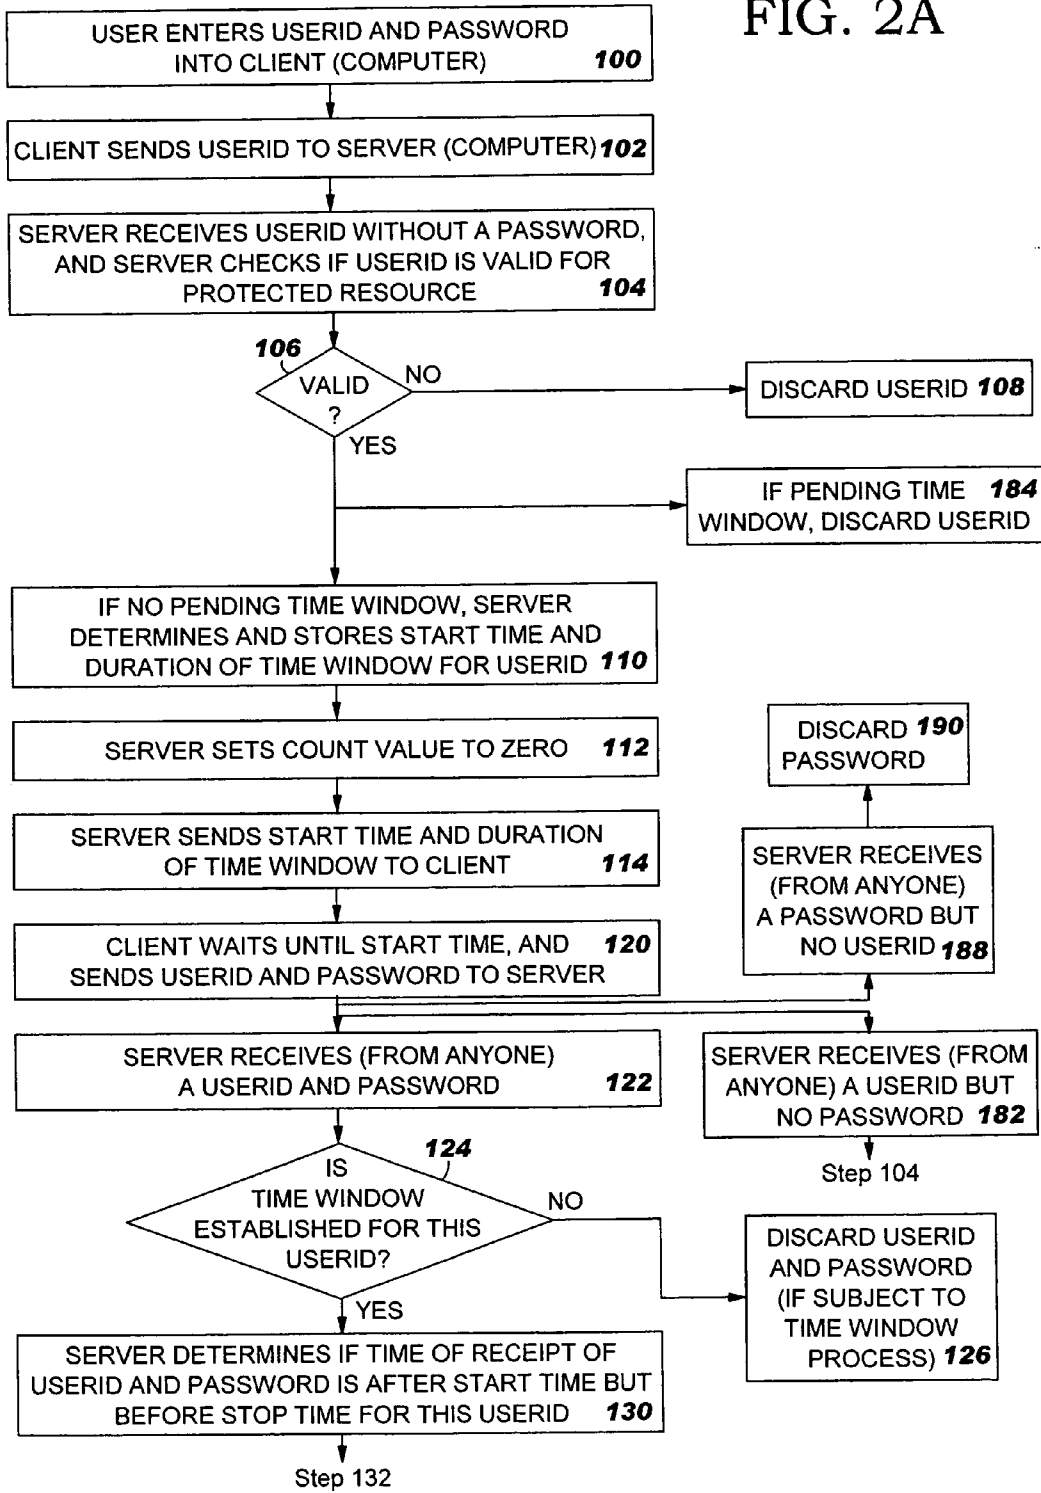 FIG. 2A
USER ENTERS USERID AND PASSWORD
INTO CLIENT (COMPUTER) 100
CLIENT SENDS USERID TO SERVER (COMPUTER) 102
SERVER RECEIVES USERID WITHOUT A PASSWORD,
AND SERVER CHECKS IF USERID IS VALID FOR
PROTECTED RESOURCE 104
106
VALID
?
NO
YES
DISCARD USERID 108
IF PENDING TIME 184
WINDOW, DISCARD USERID
IF NO PENDING TIME WINDOW, SERVER
DETERMINES AND STORES START TIME AND
DURATION OF TIME WINDOW FOR USERID 110
SERVER SETS COUNT VALUE TO ZERO 112
SERVER SENDS START TIME AND DURATION
OF TIME WINDOW TO CLIENT 114
CLIENT WAITS UNTIL START TIME, AND 120
SENDS USERID AND PASSWORD TO SERVER
DISCARD 190
PASSWORD
SERVER RECEIVES
(FROM ANYONE)
A PASSWORD BUT
NO USERID 188
SERVER RECEIVES (FROM ANYONE)
A USERID AND PASSWORD 122
SERVER RECEIVES (FROM
ANYONE) A USERID BUT
NO PASSWORD 182
Step 104
124
IS
TIME WINDOW
ESTABLISHED FOR THIS
USERID?
NO
YES
DISCARD USERID
AND PASSWORD
(IF SUBJECT TO
TIME WINDOW
PROCESS) 126
SERVER DETERMINES IF TIME OF RECEIPT OF
USERID AND PASSWORD IS AFTER START TIME BUT
BEFORE STOP TIME FOR THIS USERID 130
Step 132